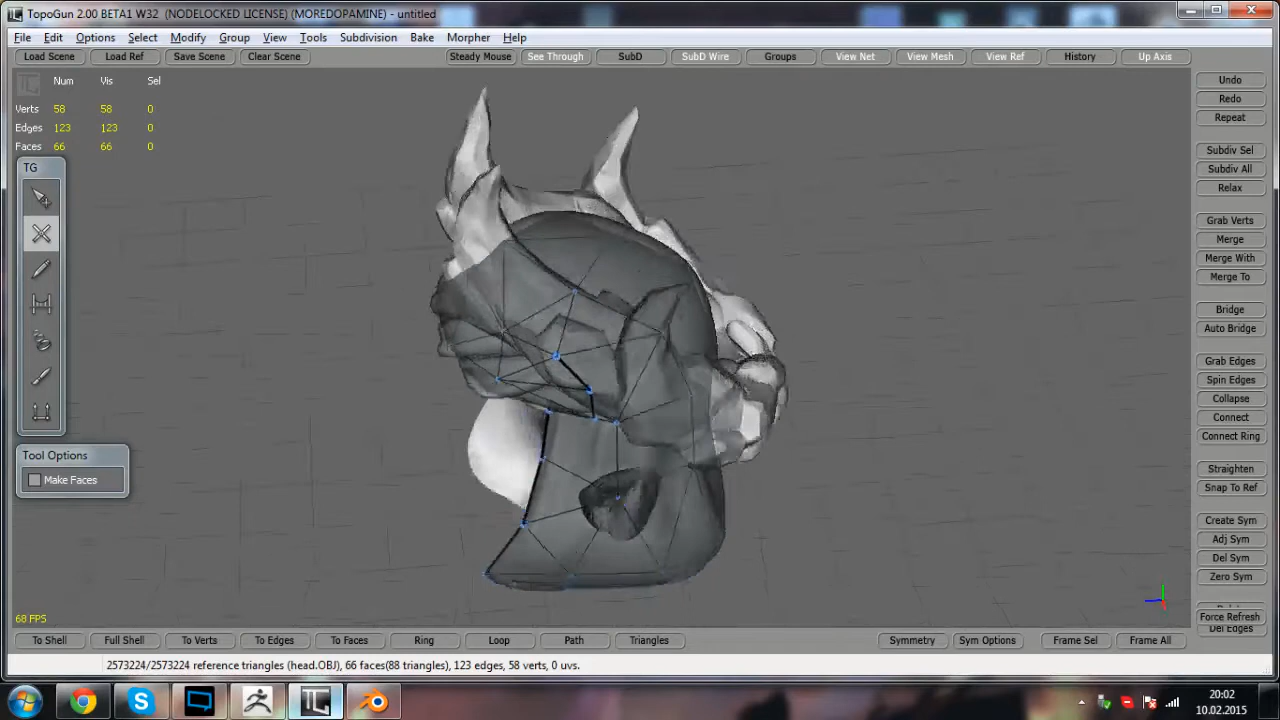 TopoGun 2.00 BETA1 W32 (NODELOCKED LICENSE) (MOREDOPAMINE) - untitled
File Edit Options Select Modify Group View Tools Subdivision Bake Morpher Help
Load Scene Load Ref Save Scene Clear Scene Steady Mouse See Through SubD SubD Wire Groups View Net View Mesh View Ref History Up Axis
Num Vis Sel
Verts 58 58 0
Edges 123 123 0
Faces 66 66 0
TG
Tool Options
Make Faces
Undo
Redo
Repeat
Subdiv Sel
Subdiv All
Relax
Grab Verts
Merge
Merge With
Merge To
Bridge
Auto Bridge
Grab Edges
Spin Edges
Collapse
Connect
Connect Ring
Straighten
Snap To Ref
Create Sym
Adj Sym
Del Sym
Zero Sym
Force Refresh
Del Edges
68 FPS
To Shell Full Shell To Verts To Edges To Faces Ring Loop Path Triangles Symmetry Sym Options Frame Sel Frame All
2573224/2573224 reference triangles (head.OBJ), 66 faces(88 triangles), 123 edges, 58 verts, 0 uvs.
20:02
10.02.2015